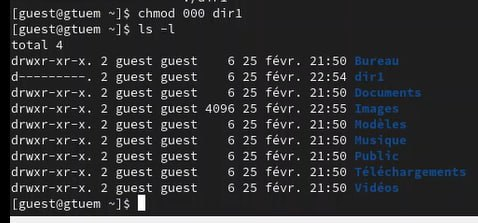 [guest@gtuem ~]$ chmod 000 dir1
[guest@gtuem ~]$ ls -l
total 4
drwxr-xr-x. 2 guest guest    6 25 févr. 21:50 Bureau
d---------. 2 guest guest    6 25 févr. 22:54 dir1
drwxr-xr-x. 2 guest guest    6 25 févr. 21:50 Documents
drwxr-xr-x. 2 guest guest 4096 25 févr. 22:55 Images
drwxr-xr-x. 2 guest guest    6 25 févr. 21:50 Modèles
drwxr-xr-x. 2 guest guest    6 25 févr. 21:50 Musique
drwxr-xr-x. 2 guest guest    6 25 févr. 21:50 Public
drwxr-xr-x. 2 guest guest    6 25 févr. 21:50 Téléchargements
drwxr-xr-x. 2 guest guest    6 25 févr. 21:50 Vidéos
[guest@gtuem ~]$